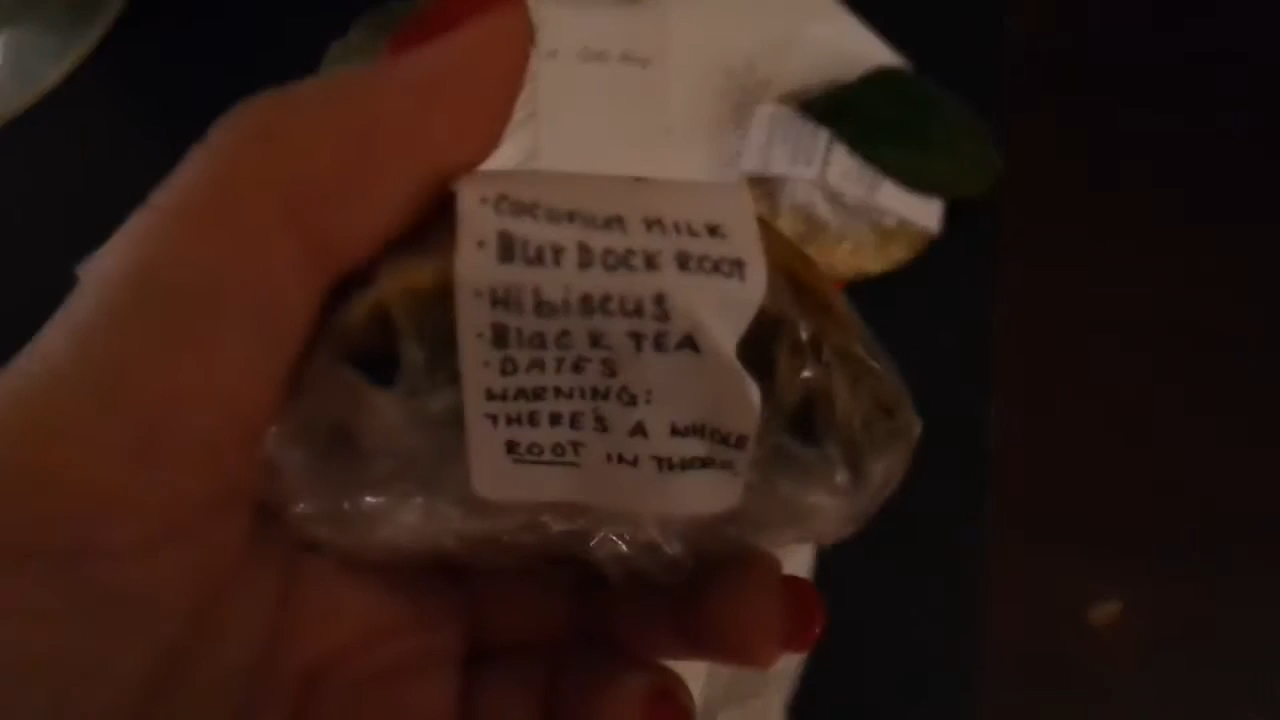 · COCONUT MILK
· BURDOCK ROOT
· Hibiscus
· Black TEA
· DATES
WARNING:
THERE'S A WHOLE
ROOT IN THERE